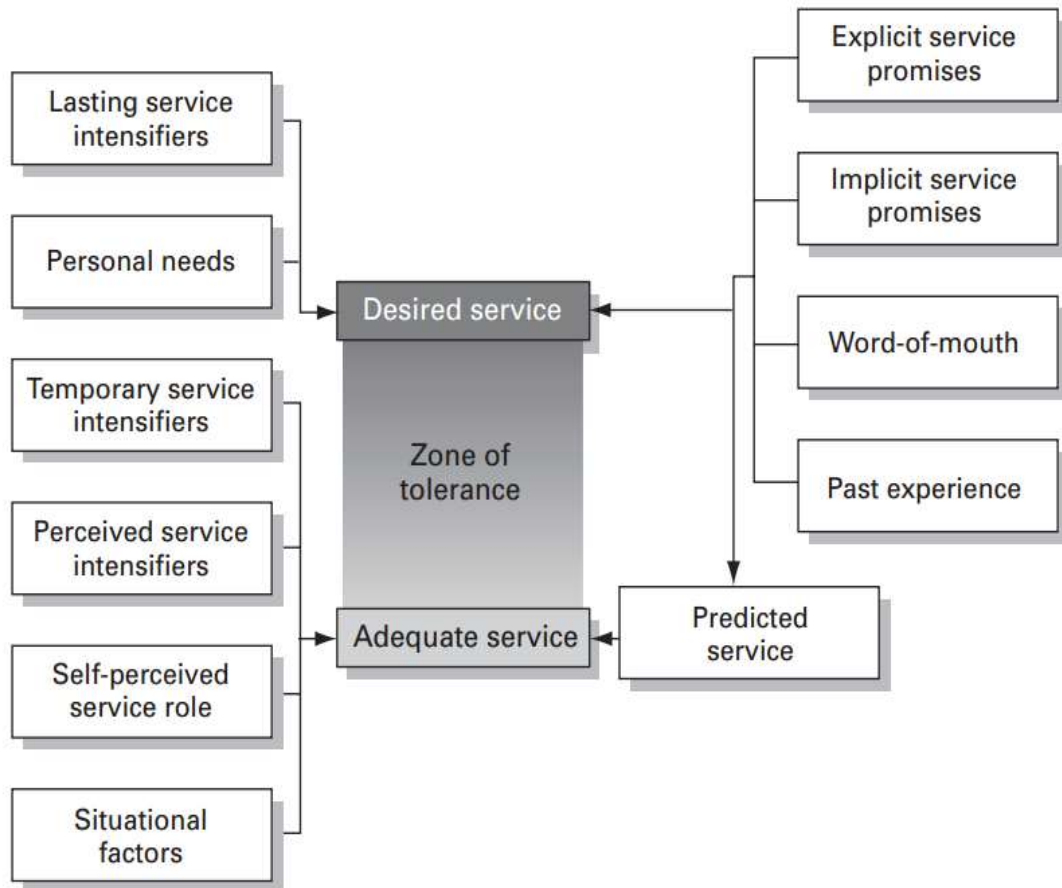 Lasting service
intensifiers
Personal needs
Temporary service
intensifiers
Perceived service
intensifiers
Self-perceived
service role
Situational
factors
Desired service
Zone of
tolerance
Adequate service
Explicit service
promises
Implicit service
promises
Word-of-mouth
Past experience
Predicted
service